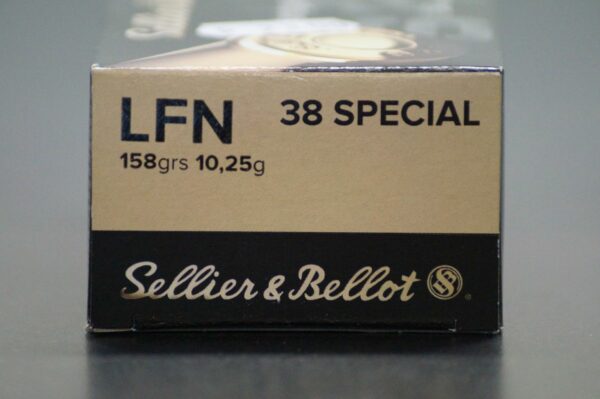 LFN 38 SPECIAL
158grs 10,25g
Sellier & Bellot